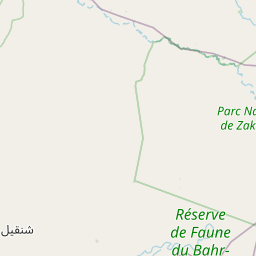 Parc Na
de Zak
Réserve
de Faune
du Bahr-
شنقيل